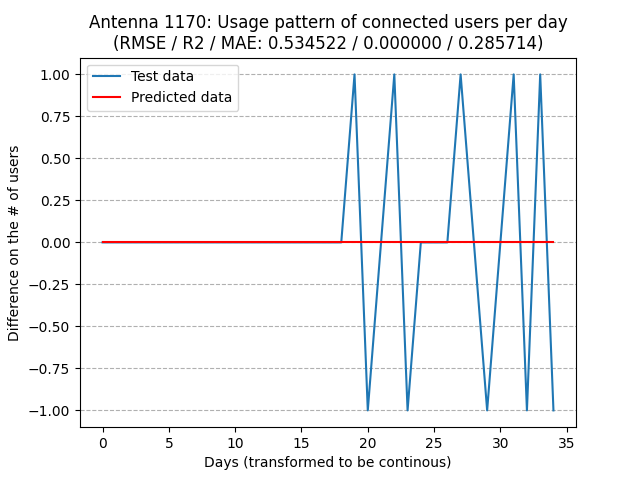 Antenna 1170: Usage pattern of connected users per day
(RMSE / R2 / MAE: 0.534522 / 0.000000 / 0.285714)
Test data
Predicted data
Difference on the # of users
1.00
0.75
0.50
0.25
0.00
−0.25
−0.50
−0.75
−1.00
0 5 10 15 20 25 30 35
Days (transformed to be continous)